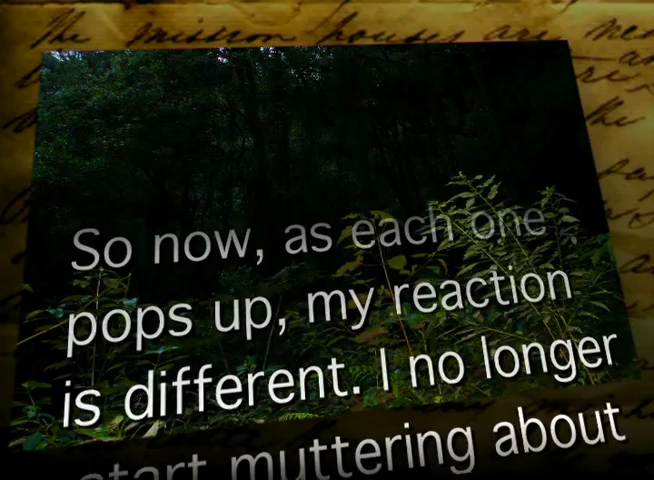 The mission houses are
So now, as each one
pops up, my reaction
is different. I no longer
start muttering about